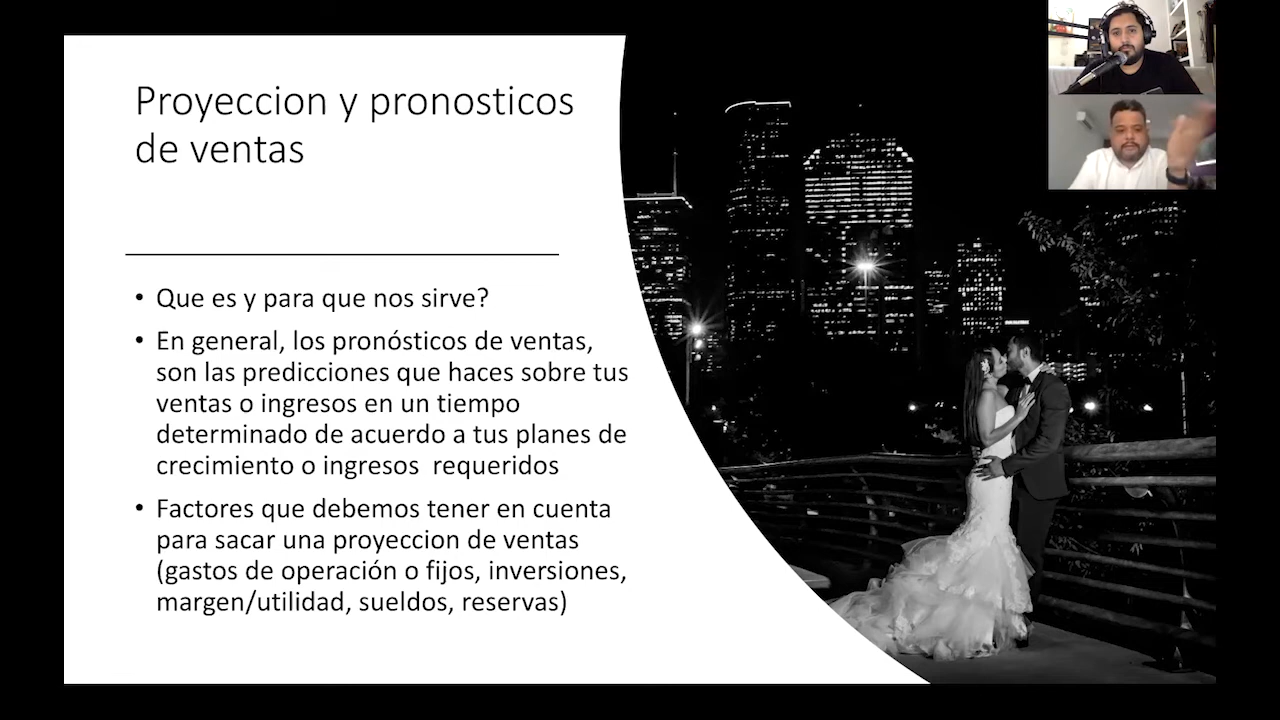 Proyeccion y pronosticos
de ventas
• Que es y para que nos sirve?
• En general, los pronósticos de ventas,
son las predicciones que haces sobre tus
ventas o ingresos en un tiempo
determinado de acuerdo a tus planes de
crecimiento o ingresos  requeridos
• Factores que debemos tener en cuenta
para sacar una proyeccion de ventas
(gastos de operación o fijos, inversiones,
margen/utilidad, sueldos, reservas)